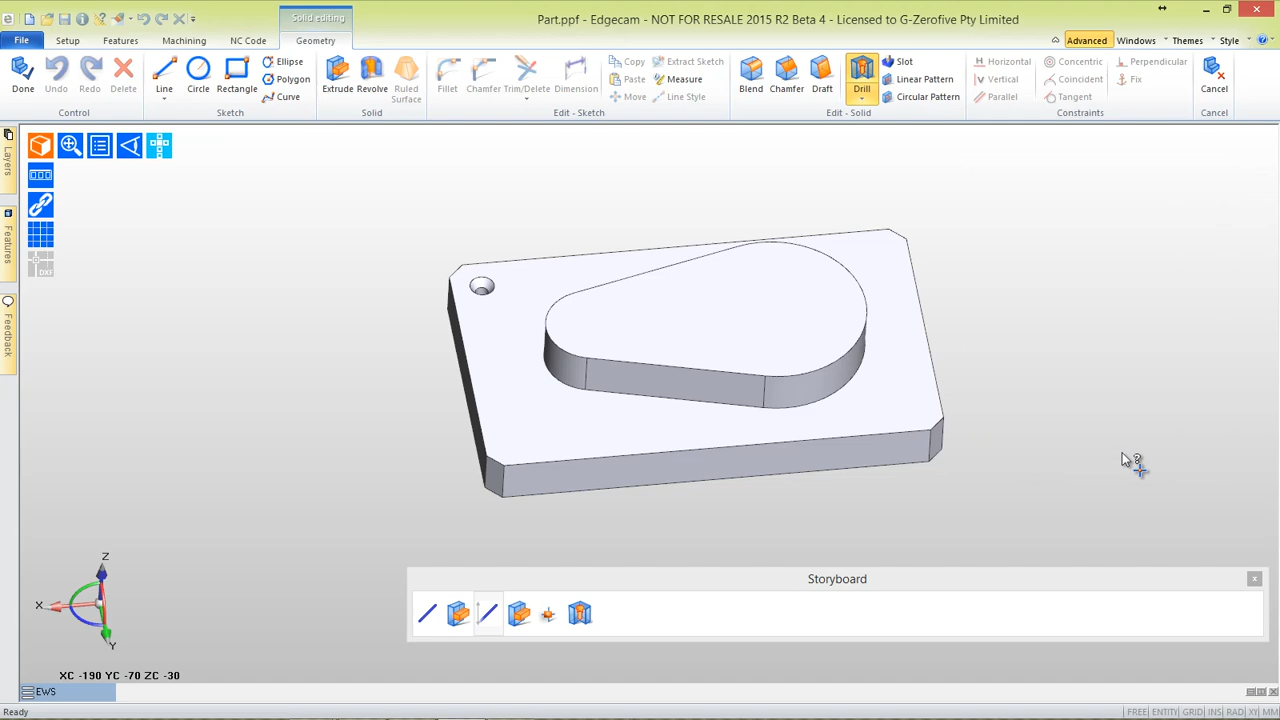 Solid editing
Part.ppf - Edgecam - NOT FOR RESALE 2015 R2 Beta 4 - Licensed to G-Zerofive Pty Limited
File Setup Features Machining NC Code Geometry Advanced Windows Themes Style
Done Undo Redo Delete
Control
Line Circle Rectangle Ellipse Polygon Curve
Sketch
Extrude Revolve Ruled Surface
Solid
Fillet Chamfer Trim/Delete Dimension Copy Paste Move Extract Sketch Measure Line Style
Edit - Sketch
Blend Chamfer Draft Drill Slot Linear Pattern Circular Pattern
Edit - Solid
Horizontal Vertical Parallel Concentric Coincident Tangent Perpendicular Fix
Constraints
Cancel
Cancel
Layers
Features
Feedback
DXF
Storyboard
Z
X
Y
XC -190 YC -70 ZC -30
EWS
Ready
FREE ENTITY GRID INS RAD XY MM